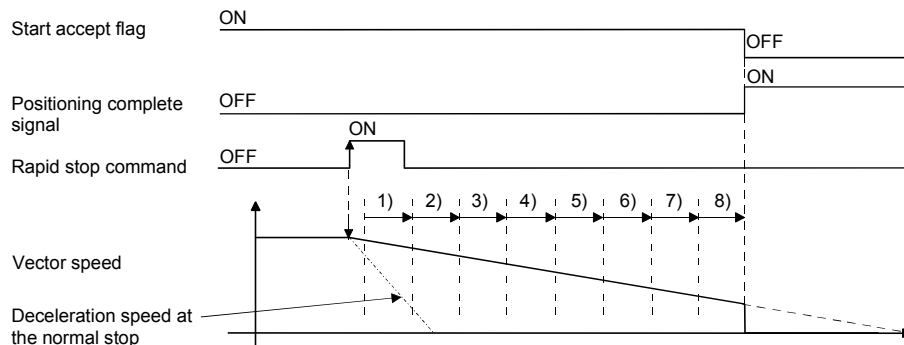 ON
Start accept flag
OFF
ON
Positioning complete
signal
OFF
ON
Rapid stop command
OFF
1) 2) 3) 4) 5) 6) 7) 8)
Vector speed
Deceleration speed at
the normal stop